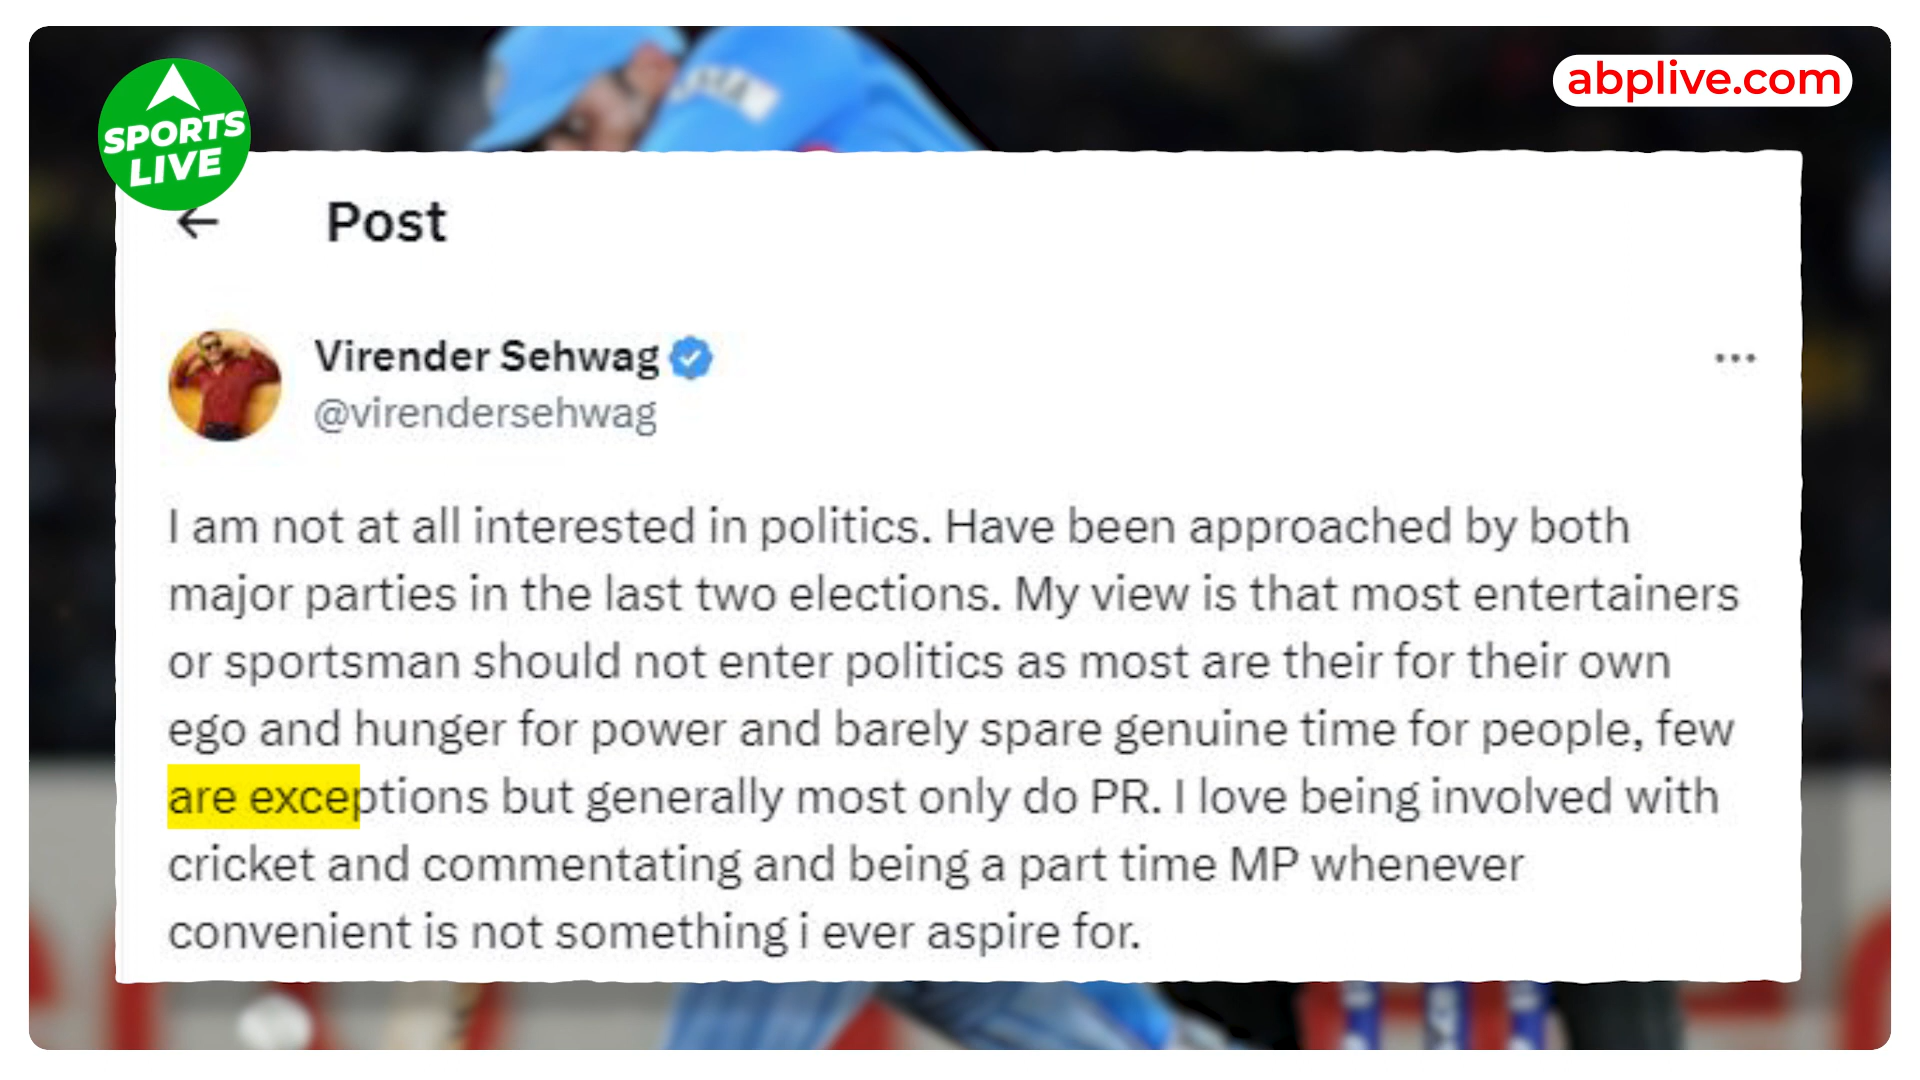 SPORTS
LIVE
abplive.com
Post
Virender Sehwag
@virendersehwag
I am not at all interested in politics. Have been approached by both
major parties in the last two elections. My view is that most entertainers
or sportsman should not enter politics as most are their for their own
ego and hunger for power and barely spare genuine time for people, few
are exceptions but generally most only do PR. I love being involved with
cricket and commentating and being a part time MP whenever
convenient is not something i ever aspire for.